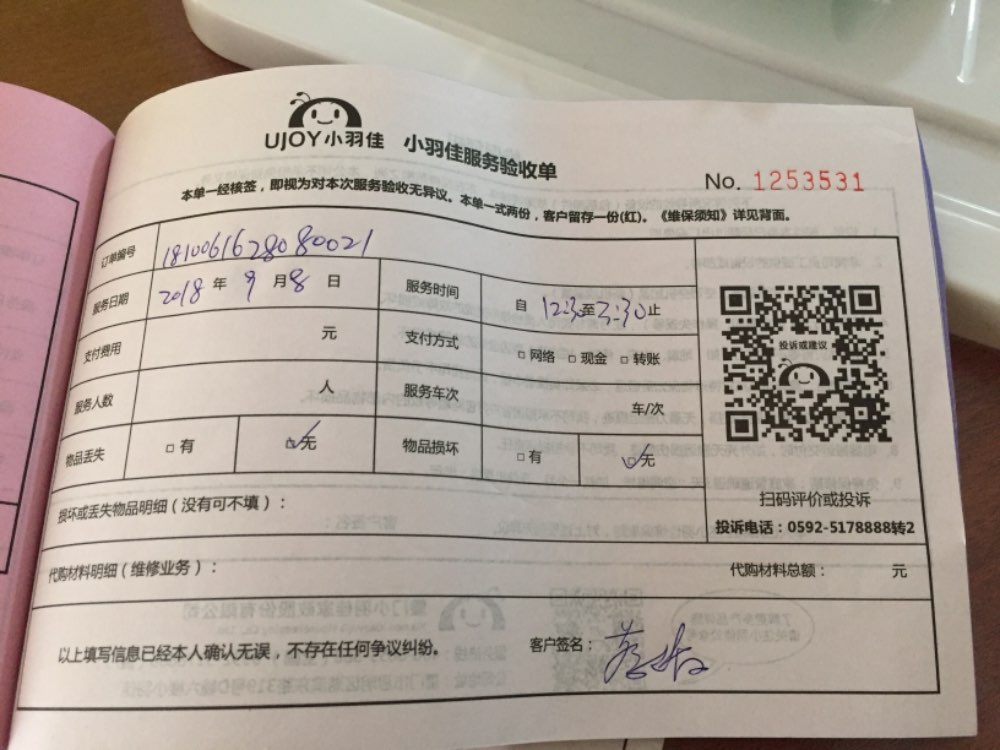 UJOY小羽佳 小羽佳服务验收单
No. 1253531
本单一经核签，即视为对本次服务验收无异议。本单一式两份，客户留存一份(红)。《维保须知》详见背面。
订单编号 1810061628080021
服务日期 2018 年 9 月 8 日 服务时间 自 12:30 至 3:30 止
支付费用 元 支付方式 □ 网络 □ 现金 □ 转账
服务人数 人 服务车次 车/次
物品丢失 □ 有 □ 无 物品损坏 □ 有 □ 无
投诉或建议
扫码评价或投诉
投诉电话：0592-5178888转2
损坏或丢失物品明细（没有可不填）：
代购材料明细（维修业务）： 代购材料总额： 元
以上填写信息已经本人确认无误，不存在任何争议纠纷。 客户签名：